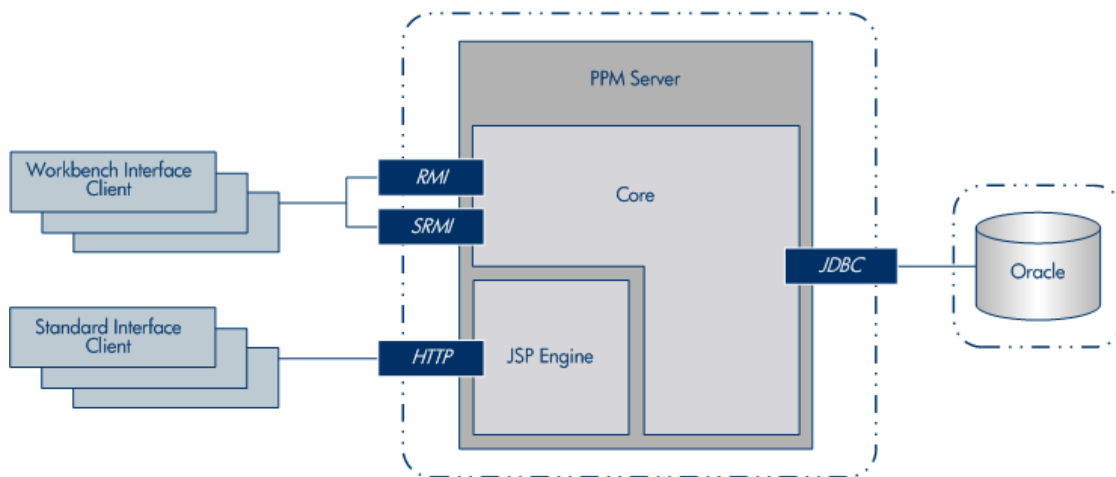 PPM Server
Workbench Interface
Client
RMI
SRMI
Core
JDBC
Oracle
Standard Interface
Client
HTTP
JSP Engine